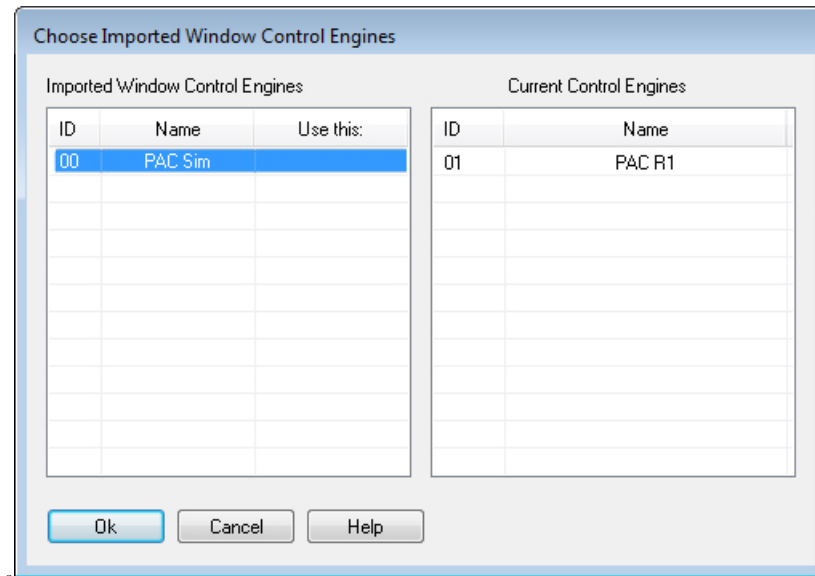 Choose Imported Window Control Engines
Imported Window Control Engines
Current Control Engines
ID Name Use this:
ID Name
00 PAC Sim
01 PAC R1
Ok Cancel Help